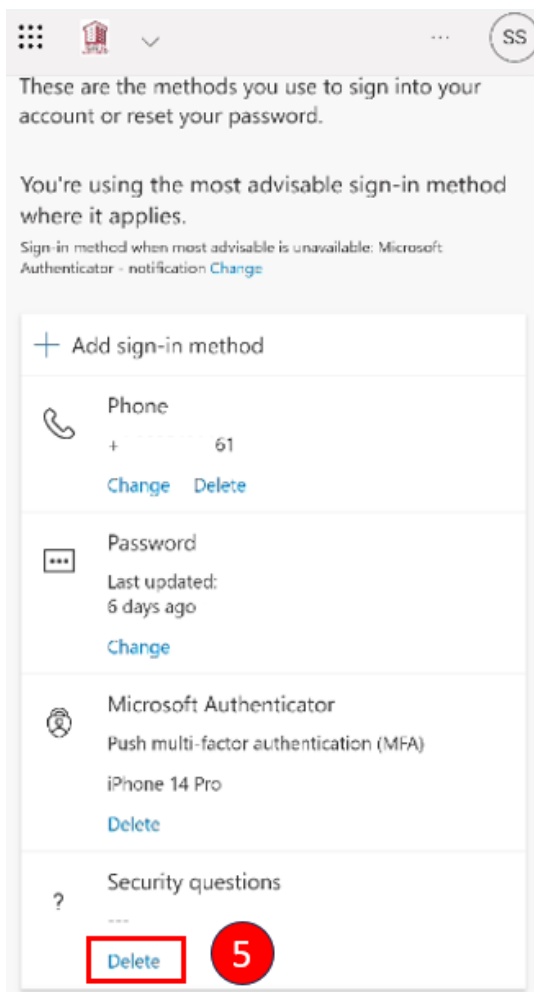 ... SS
These are the methods you use to sign into your
account or reset your password.
You're using the most advisable sign-in method
where it applies.
Sign-in method when most advisable is unavailable: Microsoft
Authenticator - notification Change
+ Add sign-in method
Phone
+ 61
Change Delete
Password
Last updated:
6 days ago
Change
Microsoft Authenticator
Push multi-factor authentication (MFA)
iPhone 14 Pro
Delete
? Security questions
---
Delete 5